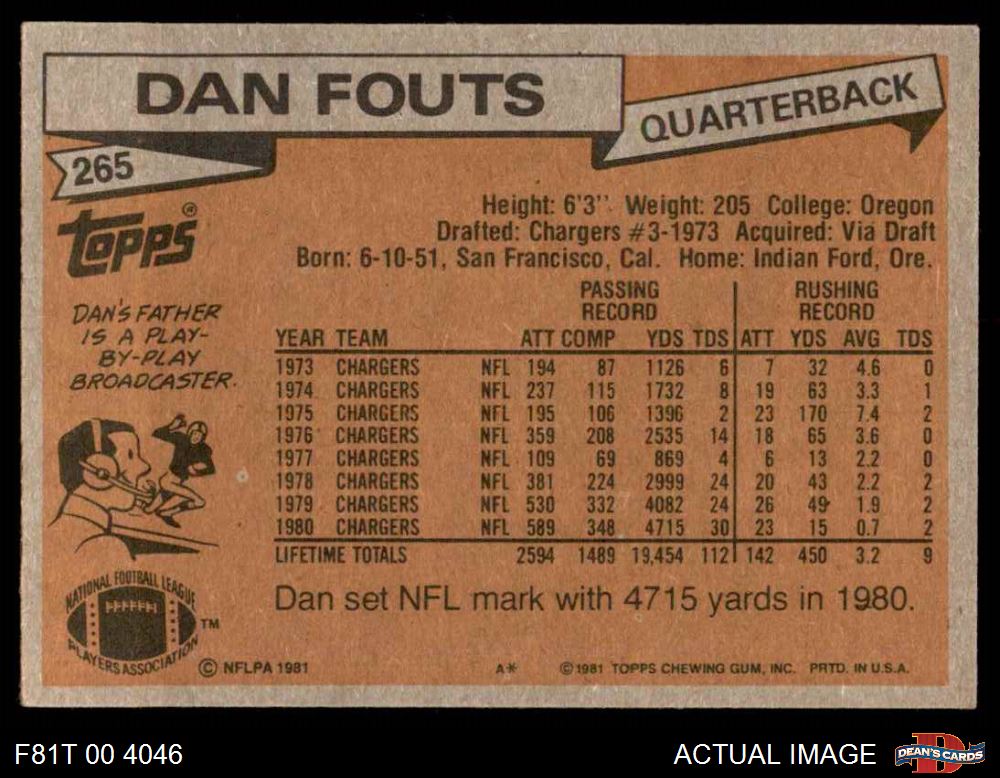 DAN FOUTS
QUARTERBACK
265
topps®
Height: 6'3'' Weight: 205 College: Oregon
Drafted: Chargers #3-1973 Acquired: Via Draft
Born: 6-10-51, San Francisco, Cal. Home: Indian Ford, Ore.
DAN'S FATHER
IS A PLAY-
BY-PLAY
BROADCASTER.
PASSING RUSHING
RECORD RECORD
YEAR TEAM ATT COMP YDS TDS ATT YDS AVG TDS
1973 CHARGERS NFL 194 87 1126 6 7 32 4.6 0
1974 CHARGERS NFL 237 115 1732 8 19 63 3.3 1
1975 CHARGERS NFL 195 106 1396 2 23 170 7.4 2
1976 CHARGERS NFL 359 208 2535 14 18 65 3.6 0
1977 CHARGERS NFL 109 69 869 4 6 13 2.2 0
1978 CHARGERS NFL 381 224 2999 24 20 43 2.2 2
1979 CHARGERS NFL 530 332 4082 24 26 49 1.9 2
1980 CHARGERS NFL 589 348 4715 30 23 15 0.7 2
LIFETIME TOTALS 2594 1489 19,454 112 142 450 3.2 9
Dan set NFL mark with 4715 yards in 1980.
NATIONAL FOOTBALL LEAGUE
PLAYERS ASSOCIATION TM
© NFLPA 1981 A* © 1981 TOPPS CHEWING GUM, INC. PRTD. IN U.S.A.
F81T 00 4046
ACTUAL IMAGE
D
DEAN'S CARDS